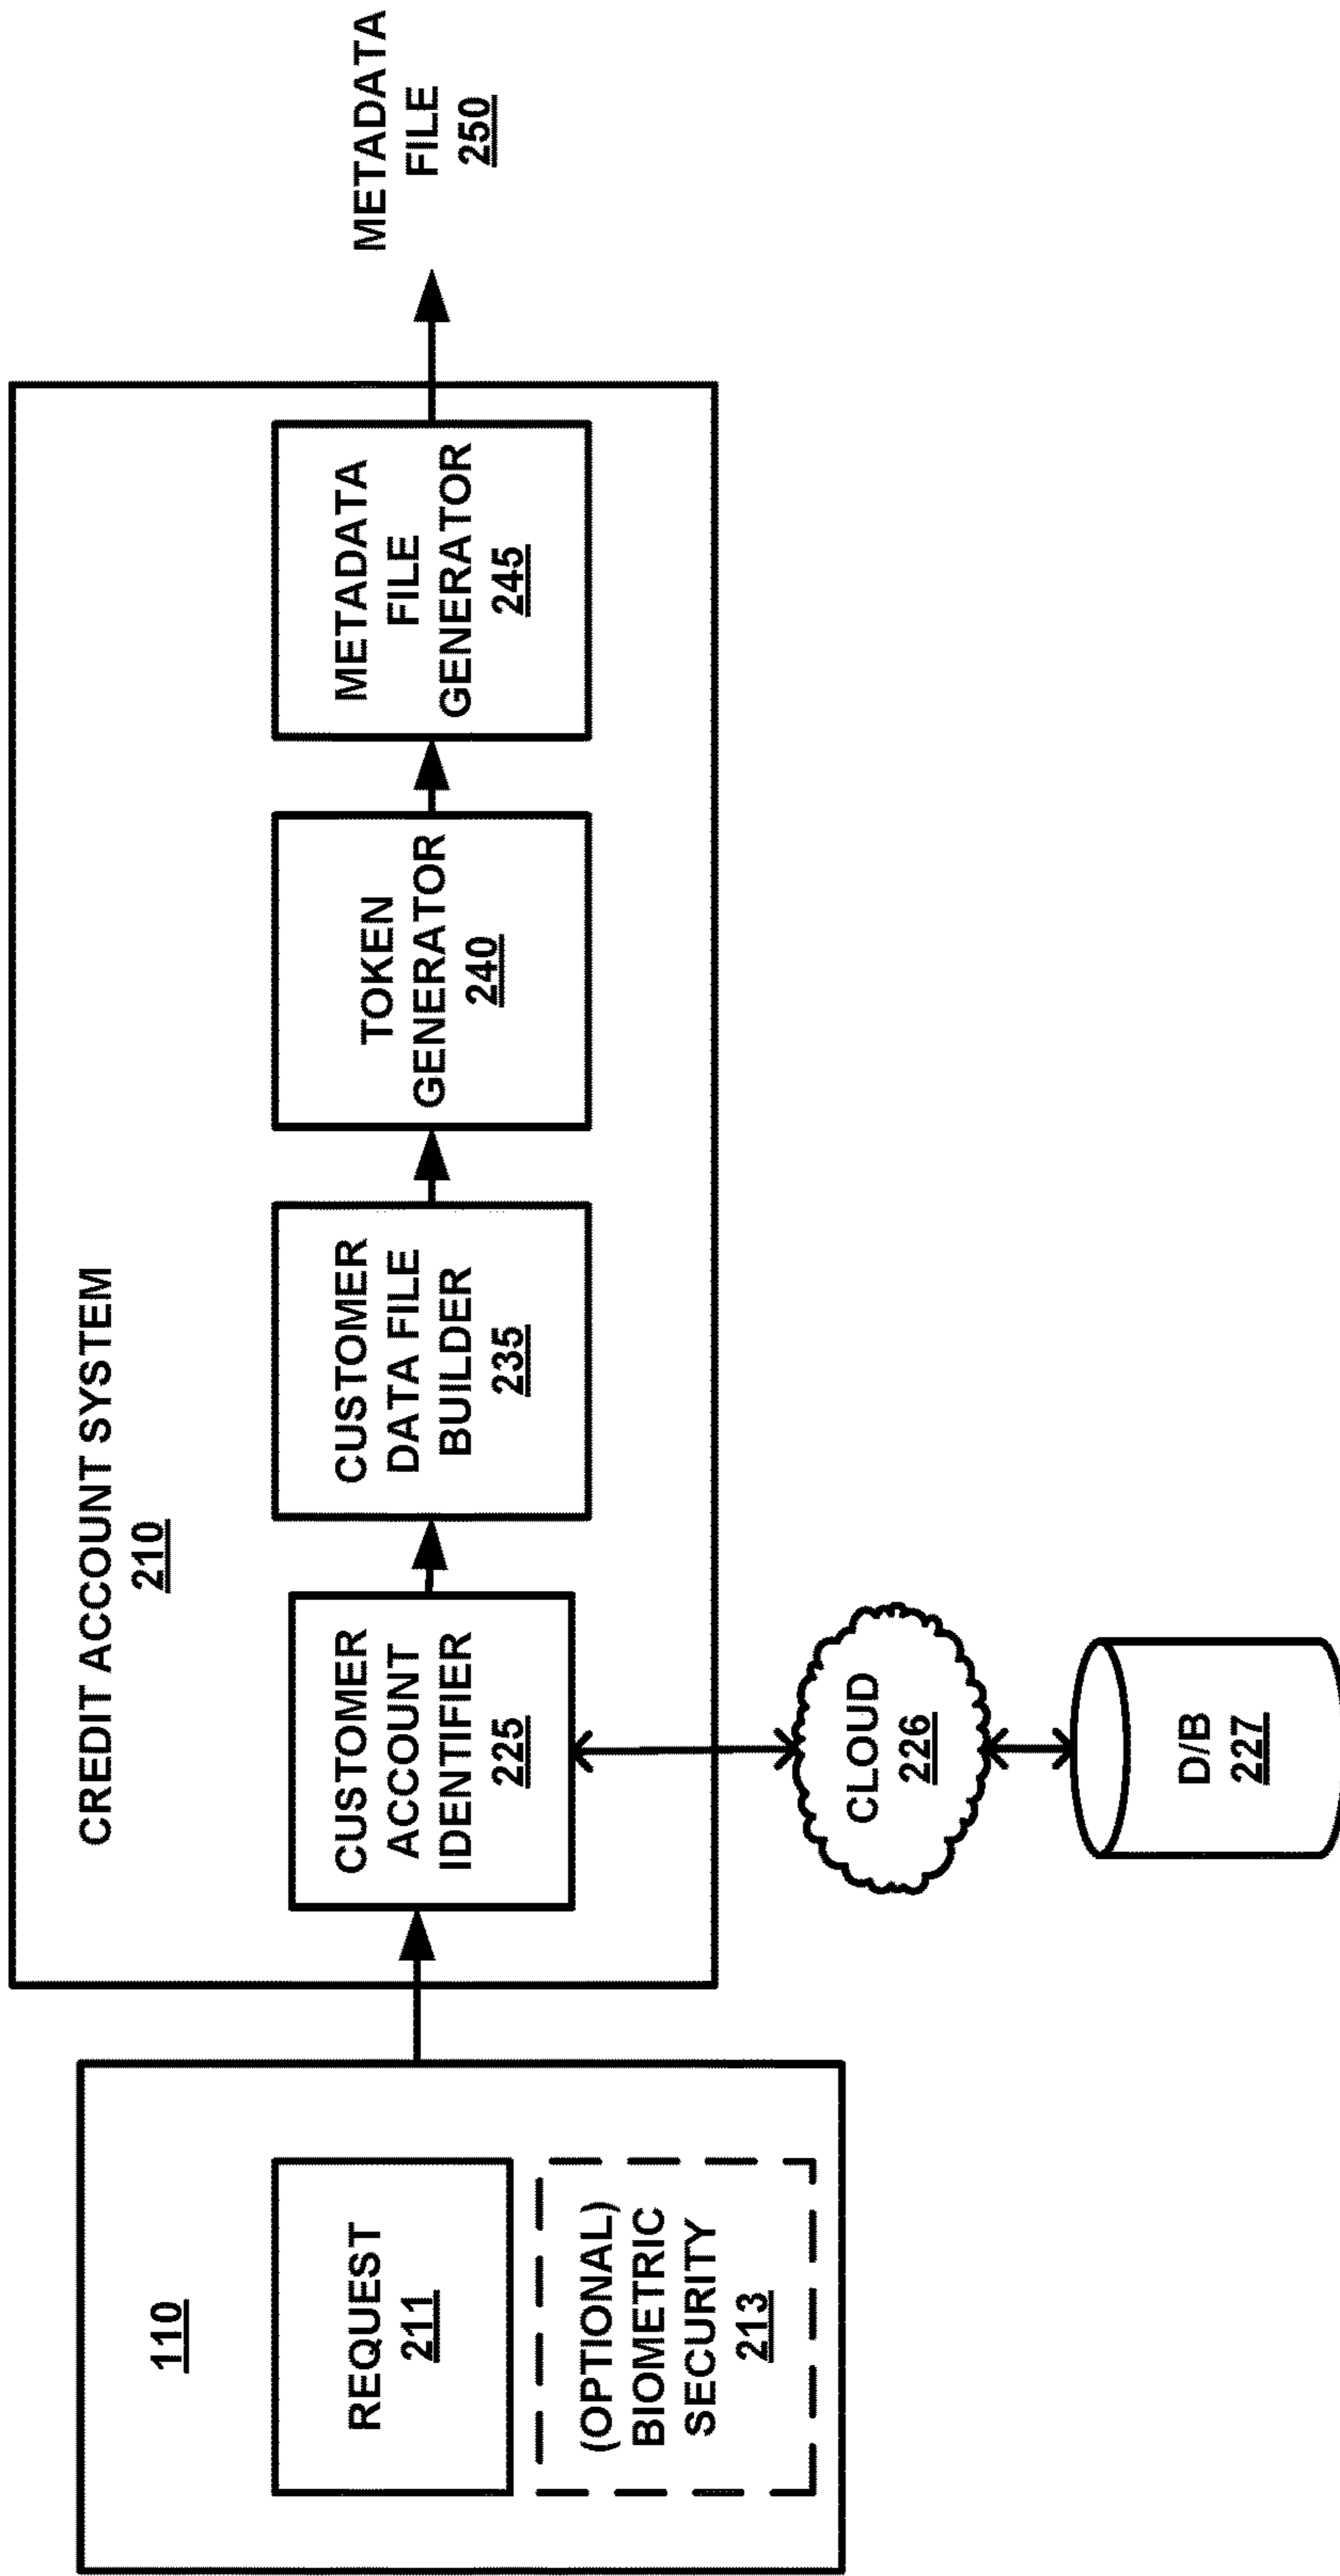 110
REQUEST
211
(OPTIONAL)
BIOMETRIC
SECURITY
213
CREDIT ACCOUNT SYSTEM
210
CUSTOMER
ACCOUNT
IDENTIFIER
225
CUSTOMER
DATA FILE
BUILDER
235
TOKEN
GENERATOR
240
METADATA
FILE
GENERATOR
245
METADATA
FILE
250
CLOUD
226
D/B
227